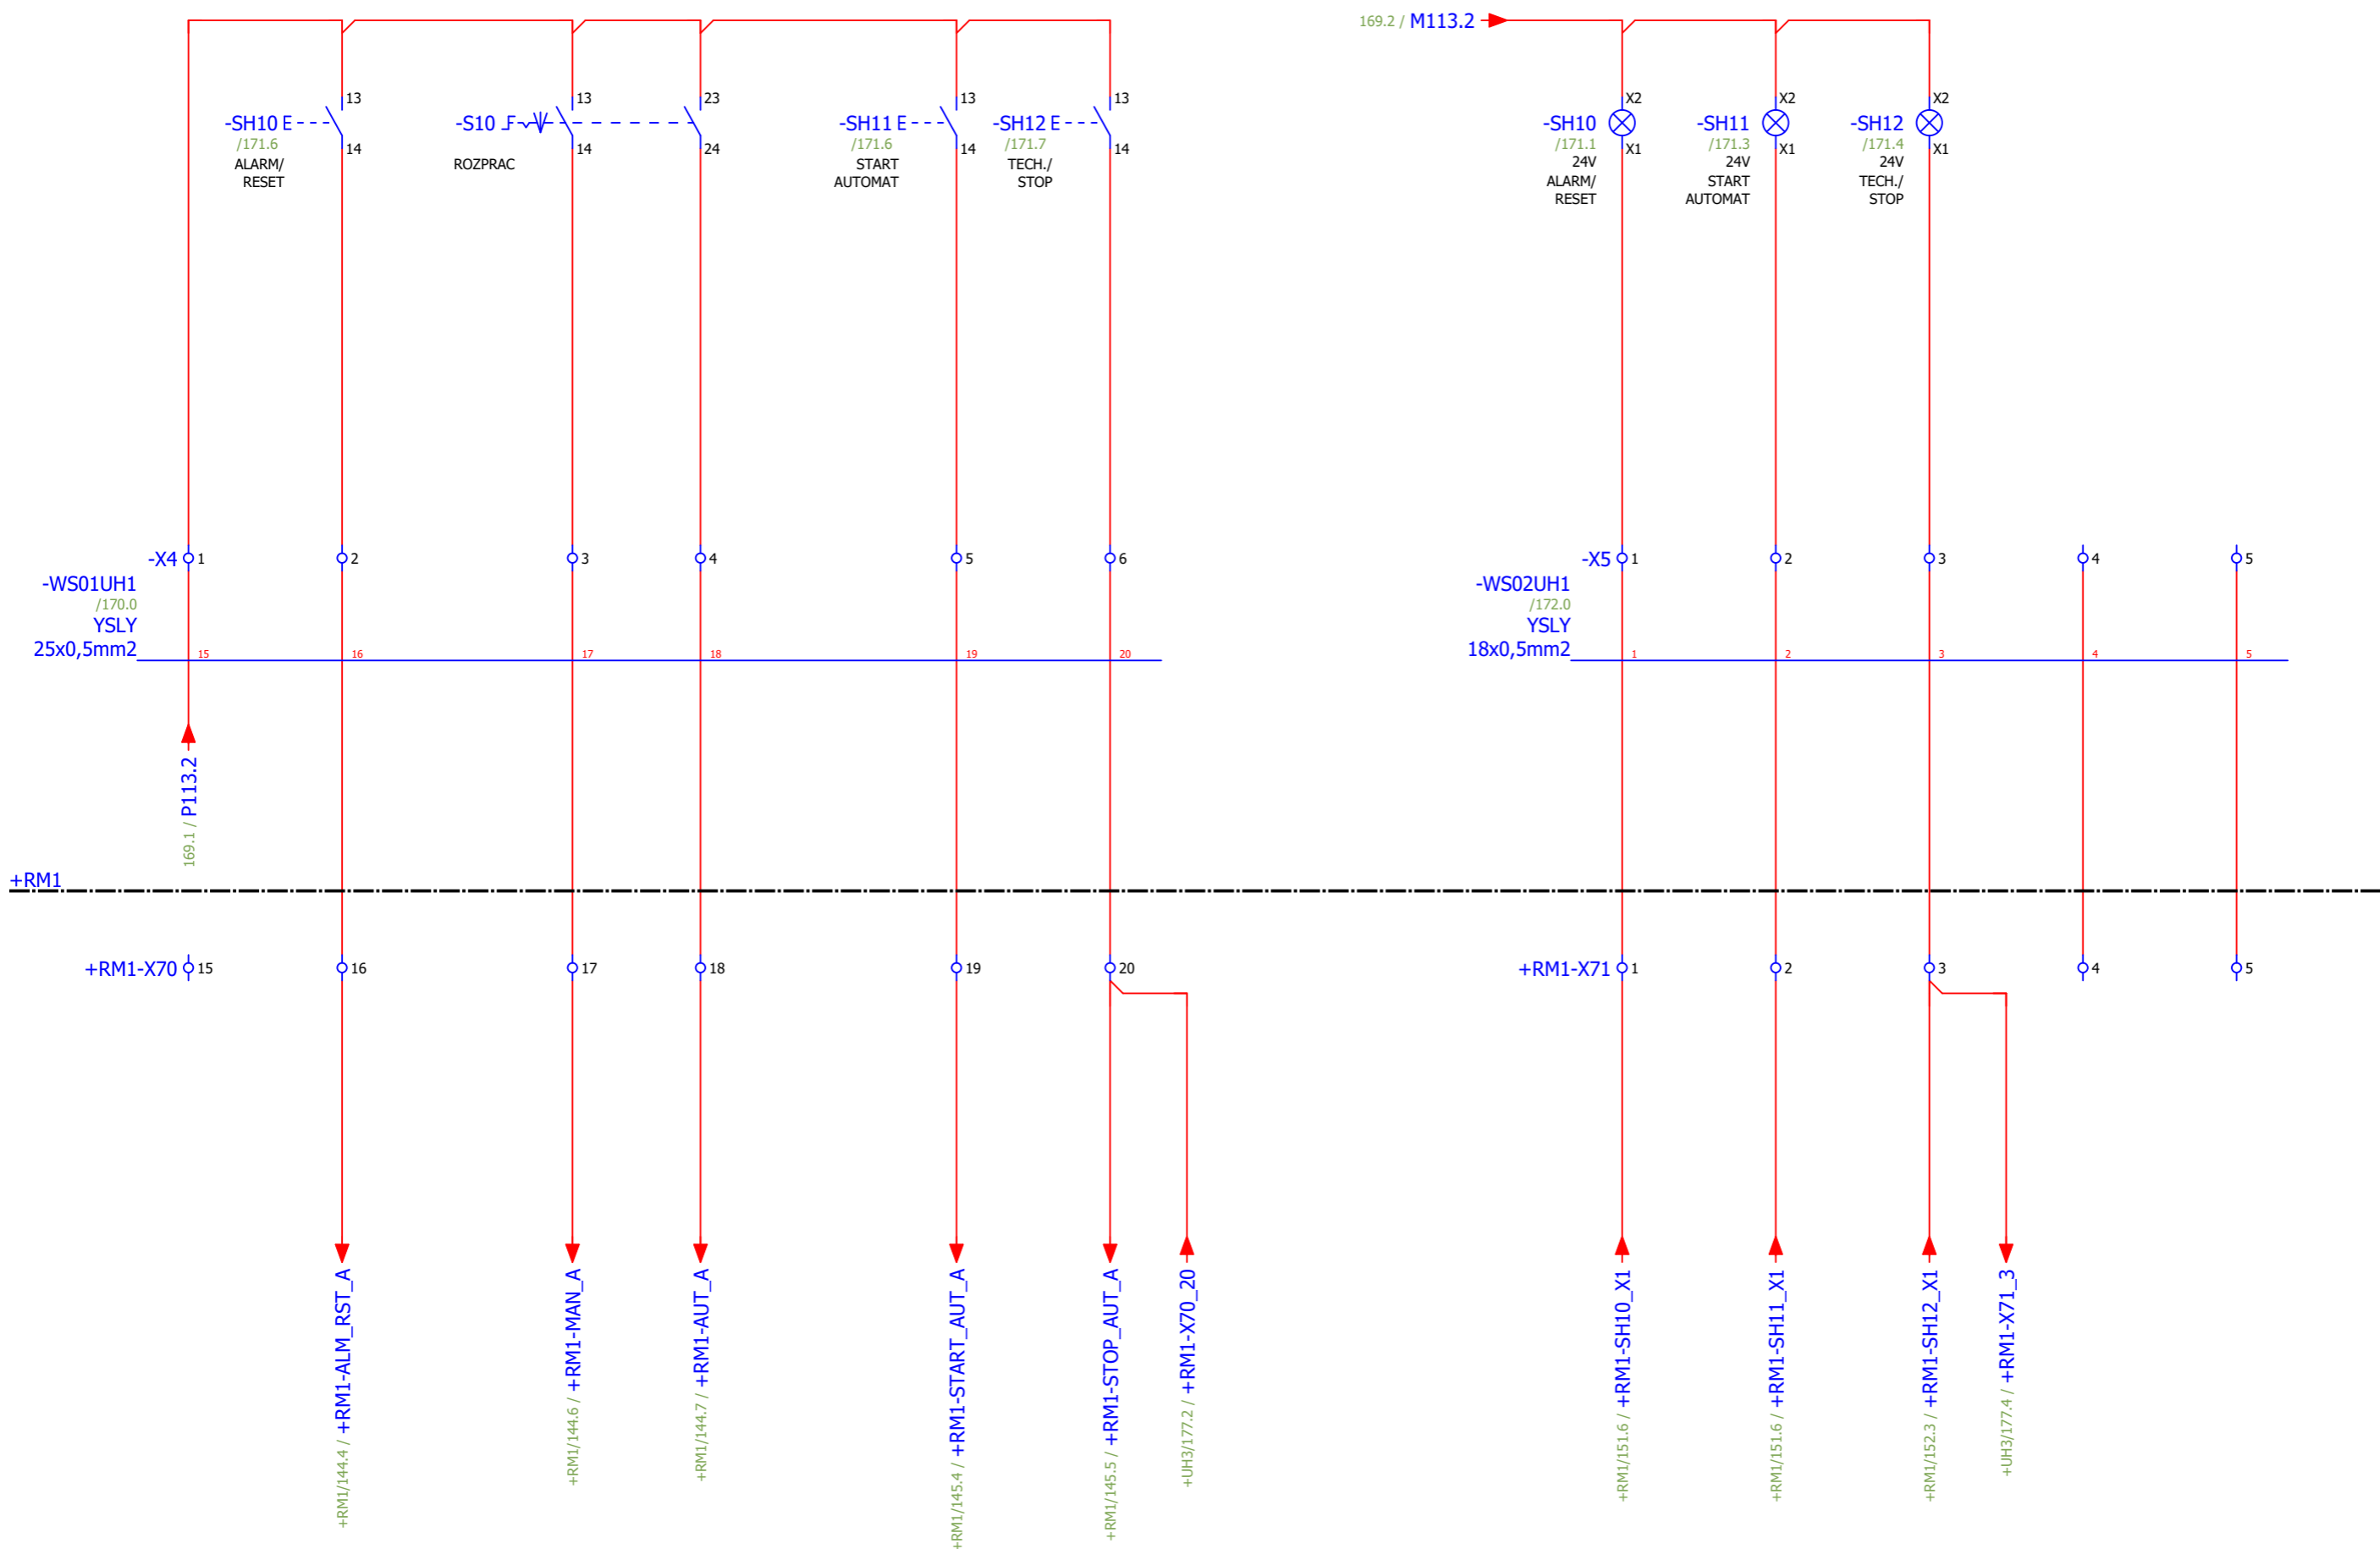 169.2 / M113.2
13
-SH10
/171.6
ALARM/
RESET
14
-S10
13
14
ROZPRAC
23
24
-SH11
/171.6
START
AUTOMAT
13
14
-SH12
/171.7
TECH./
STOP
13
14
-SH10
/171.1
24V
ALARM/
RESET
X2
X1
-SH11
/171.3
24V
START
AUTOMAT
X2
X1
-SH12
/171.4
24V
TECH./
STOP
X2
X1
-X4 1 2 3 4 5 6
-WS01UH1
/170.0
YSLY
25x0,5mm2
15 16 17 18 19 20
-X5 1 2 3 4 5
-WS02UH1
/172.0
YSLY
18x0,5mm2
1 2 3 4 5
169.1 / P113.2
+RM1
+RM1-X70 15 16 17 18 19 20
+RM1-X71 1 2 3 4 5
+RM1/144.4 / +RM1-ALM_RST_A
+RM1/144.6 / +RM1-MAN_A
+RM1/144.7 / +RM1-AUT_A
+RM1/145.4 / +RM1-START_AUT_A
+RM1/145.5 / +RM1-STOP_AUT_A
+UH3/177.2 / +RM1-X70_20
+RM1/151.6 / +RM1-SH10_X1
+RM1/151.6 / +RM1-SH11_X1
+RM1/152.3 / +RM1-SH12_X1
+UH3/177.4 / +RM1-X71_3